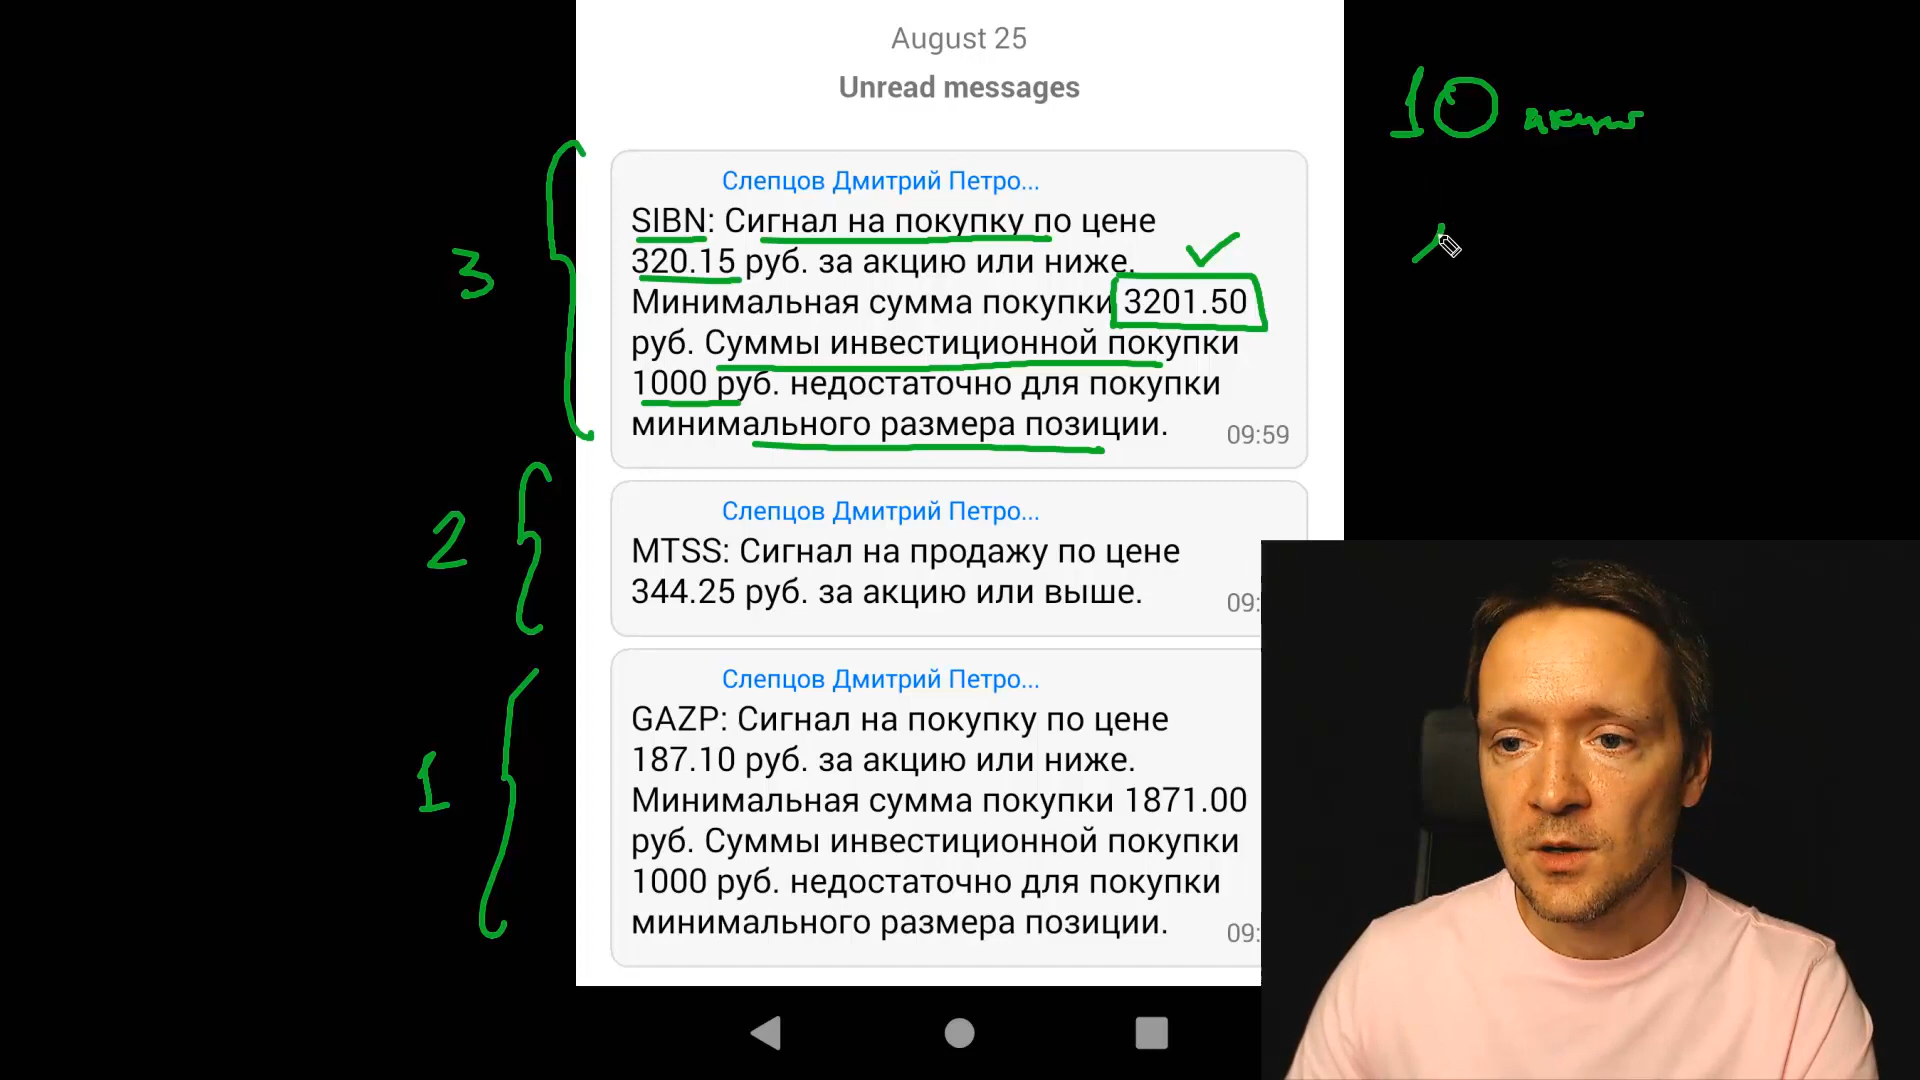 August 25
Unread messages
10 акций
3
Слепцов Дмитрий Петро...
SIBN: Сигнал на покупку по цене
320.15 руб. за акцию или ниже.
Минимальная сумма покупки 3201.50
руб. Суммы инвестиционной покупки
1000 руб. недостаточно для покупки
минимального размера позиции.
09:59
2
Слепцов Дмитрий Петро...
MTSS: Сигнал на продажу по цене
344.25 руб. за акцию или выше.
09:
1
Слепцов Дмитрий Петро...
GAZP: Сигнал на покупку по цене
187.10 руб. за акцию или ниже.
Минимальная сумма покупки 1871.00
руб. Суммы инвестиционной покупки
1000 руб. недостаточно для покупки
минимального размера позиции.
09: